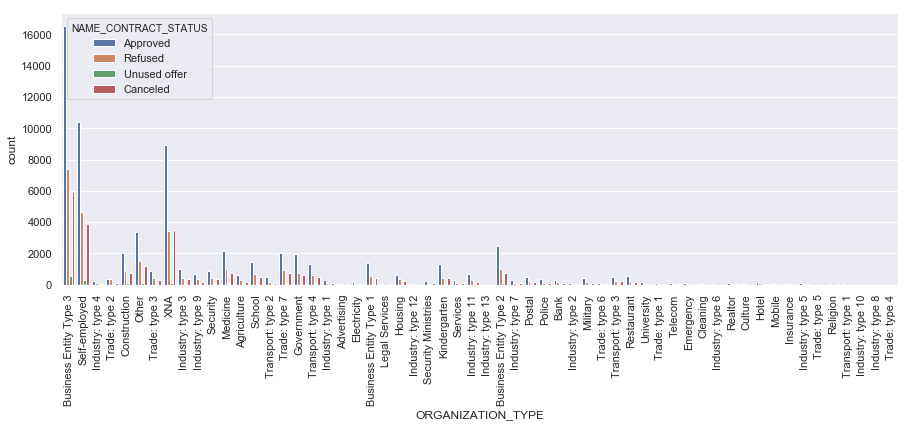 NAME_CONTRACT_STATUS
Approved
Refused
Unused offer
Canceled
16000
14000
12000
10000
8000
6000
4000
2000
0
count
Business Entity Type 3
Self-employed
Industry: type 4
Trade: type 2
Construction
Other
Trade: type 3
XNA
Industry: type 3
Industry: type 9
Security
Medicine
Agriculture
School
Transport: type 2
Trade: type 7
Government
Transport: type 4
Industry: type 1
Advertising
Electricity
Business Entity Type 1
Legal Services
Housing
Industry: type 12
Security Ministries
Kindergarten
Services
Industry: type 11
Industry: type 13
Business Entity Type 2
Industry: type 7
Postal
Police
Bank
Industry: type 2
Military
Trade: type 6
Transport: type 3
Restaurant
University
Trade: type 1
Telecom
Emergency
Cleaning
Industry: type 6
Realtor
Culture
Hotel
Mobile
Insurance
Industry: type 5
Trade: type 5
Religion
Transport: type 1
Industry: type 10
Industry: type 8
Trade: type 4
ORGANIZATION_TYPE